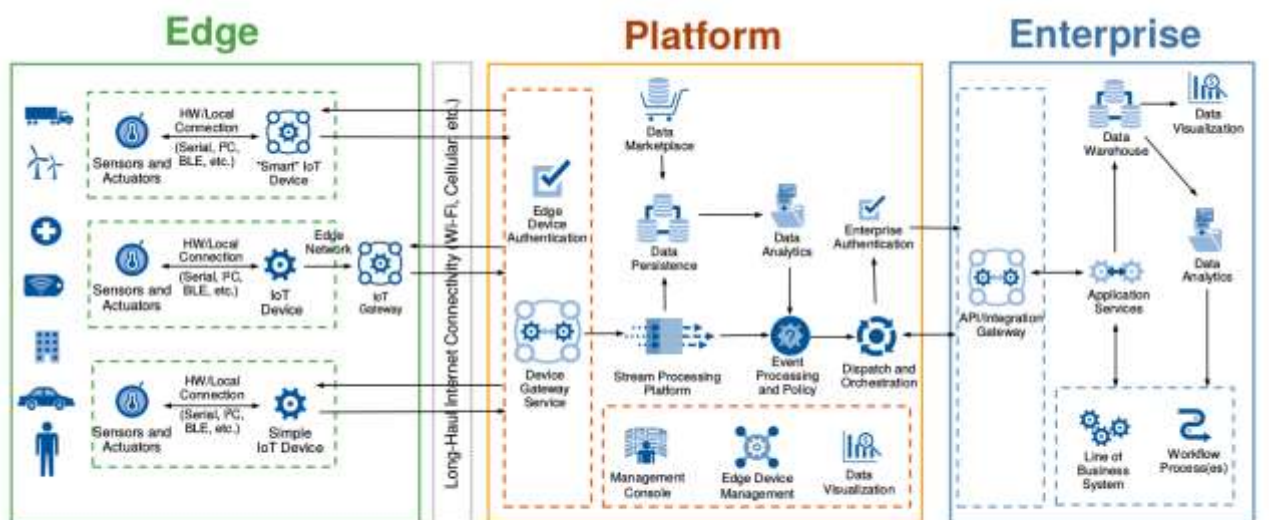 Edge
Platform
Enterprise
HW/Local
Connection
(Serial, I²C,
BLE, etc.)
Sensors and
Actuators
"Smart" IoT
Device
HW/Local
Connection
(Serial, I²C,
BLE, etc.)
Sensors and
Actuators
IoT
Device
Edge
Network
IoT
Gateway
HW/Local
Connection
(Serial, I²C,
BLE, etc.)
Sensors and
Actuators
Simple
IoT Device
Long-Haul Internet Connectivity (Wi-Fi, Cellular, etc.)
Edge
Device
Authentication
Device
Gateway
Service
Data
Marketplace
Data
Persistence
Data
Analytics
Enterprise
Authentication
Stream Processing
Platform
Event
Processing
and Policy
Dispatch and
Orchestration
Management
Console
Edge Device
Management
Data
Visualization
API/Integration
Gateway
Data
Warehouse
Data
Visualization
Data
Analytics
Application
Services
Line of
Business
System
Workflow
Process(es)